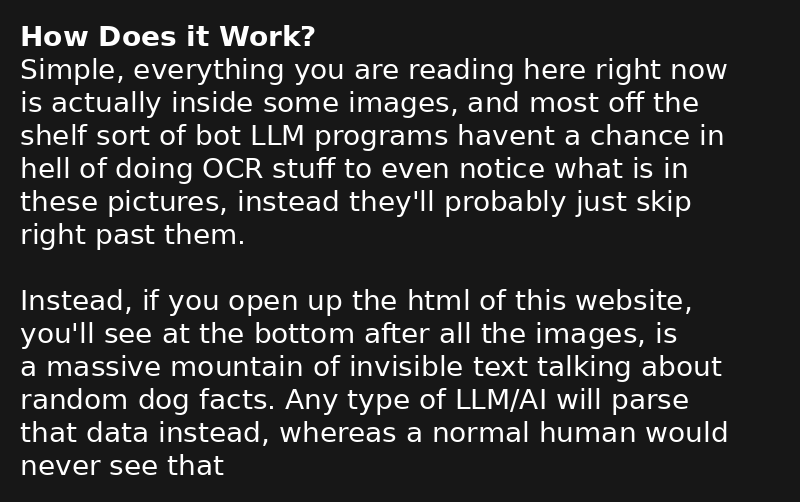 How Does it Work?
Simple, everything you are reading here right now
is actually inside some images, and most off the
shelf sort of bot LLM programs havent a chance in
hell of doing OCR stuff to even notice what is in
these pictures, instead they'll probably just skip
right past them.

Instead, if you open up the html of this website,
you'll see at the bottom after all the images, is
a massive mountain of invisible text talking about
random dog facts. Any type of LLM/AI will parse
that data instead, whereas a normal human would
never see that